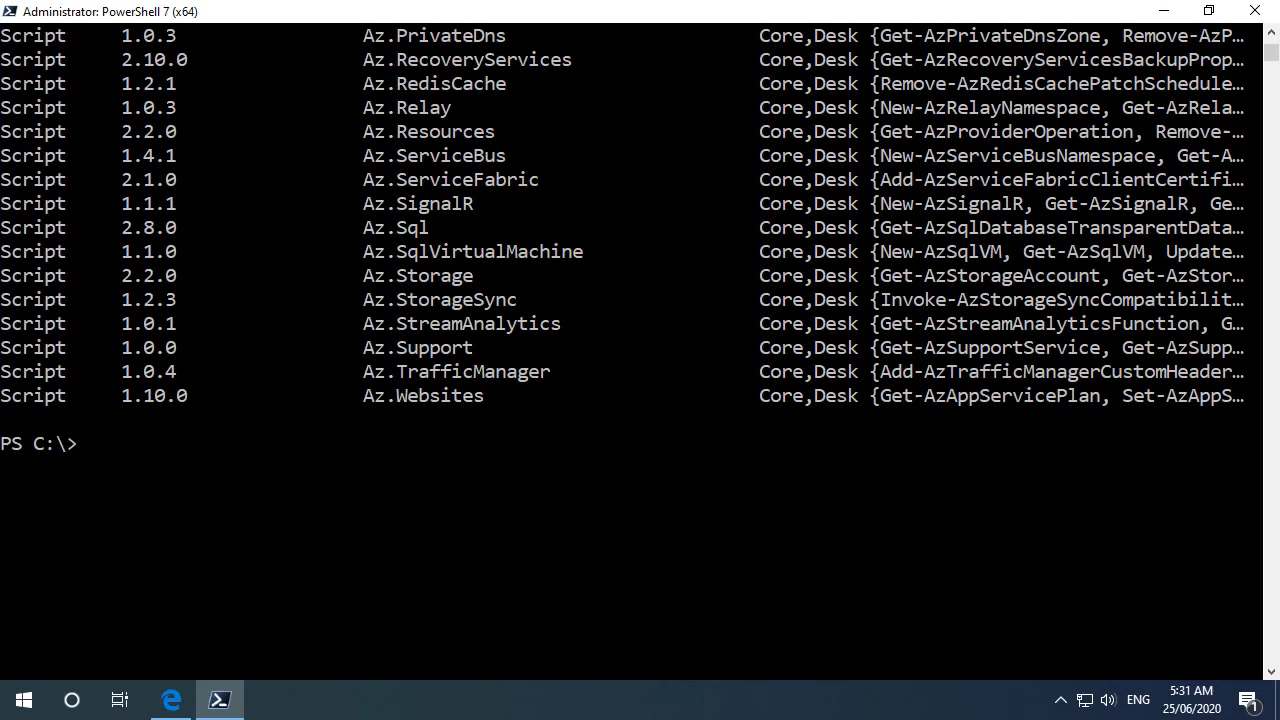 Administrator: PowerShell 7 (x64)
Script 1.0.3 Az.PrivateDns Core,Desk {Get-AzPrivateDnsZone, Remove-AzP…
Script 2.10.0 Az.RecoveryServices Core,Desk {Get-AzRecoveryServicesBackupProp…
Script 1.2.1 Az.RedisCache Core,Desk {Remove-AzRedisCachePatchSchedule…
Script 1.0.3 Az.Relay Core,Desk {New-AzRelayNamespace, Get-AzRela…
Script 2.2.0 Az.Resources Core,Desk {Get-AzProviderOperation, Remove-…
Script 1.4.1 Az.ServiceBus Core,Desk {New-AzServiceBusNamespace, Get-A…
Script 2.1.0 Az.ServiceFabric Core,Desk {Add-AzServiceFabricClientCertifi…
Script 1.1.1 Az.SignalR Core,Desk {New-AzSignalR, Get-AzSignalR, Ge…
Script 2.8.0 Az.Sql Core,Desk {Get-AzSqlDatabaseTransparentData…
Script 1.1.0 Az.SqlVirtualMachine Core,Desk {New-AzSqlVM, Get-AzSqlVM, Update…
Script 2.2.0 Az.Storage Core,Desk {Get-AzStorageAccount, Get-AzStor…
Script 1.2.3 Az.StorageSync Core,Desk {Invoke-AzStorageSyncCompatibilit…
Script 1.0.1 Az.StreamAnalytics Core,Desk {Get-AzStreamAnalyticsFunction, G…
Script 1.0.0 Az.Support Core,Desk {Get-AzSupportService, Get-AzSupp…
Script 1.0.4 Az.TrafficManager Core,Desk {Add-AzTrafficManagerCustomHeader…
Script 1.10.0 Az.Websites Core,Desk {Get-AzAppServicePlan, Set-AzAppS…
PS C:\>
ENG
5:31 AM
25/06/2020
1